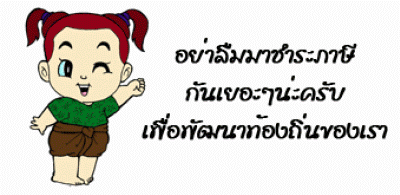 อย่าลืมมาชำระภาษี
กันเยอะๆน่ะครับ
เพื่อพัฒนาท้องถิ่นของเรา